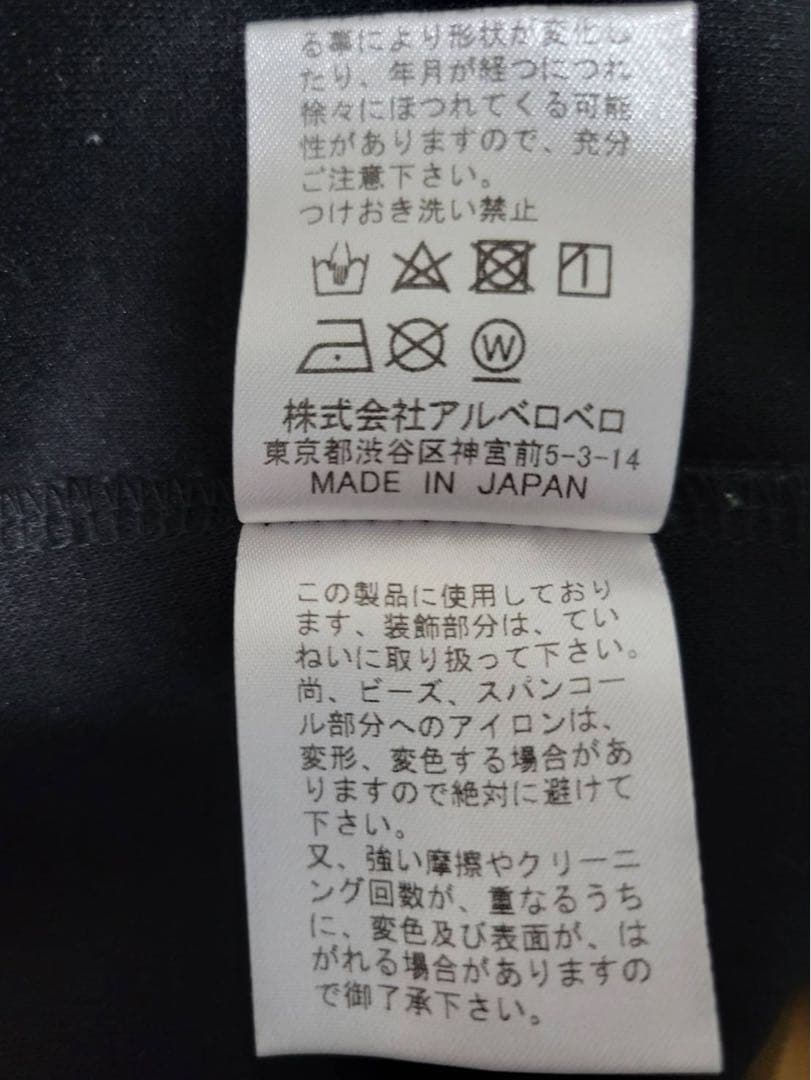 る事により形状が変化し
たり、年月が経つにつれ
徐々にほつれてくる可能
性がありますので、充分
ご注意下さい。
つけおき洗い禁止
W
株式会社アルベロベロ
東京都渋谷区神宮前5-3-14
MADE IN JAPAN
この製品に使用しており
ます、装飾部分は、てい
ねいに取り扱って下さい。
尚、ビーズ、スパンコー
ル部分へのアイロンは、
変形、変色する場合があ
りますので絶対に避けて
下さい。
又、強い摩擦やクリーニ
ング回数が、重なるうち
に、変色及び表面が、は
がれる場合がありますの
で御了承下さい。